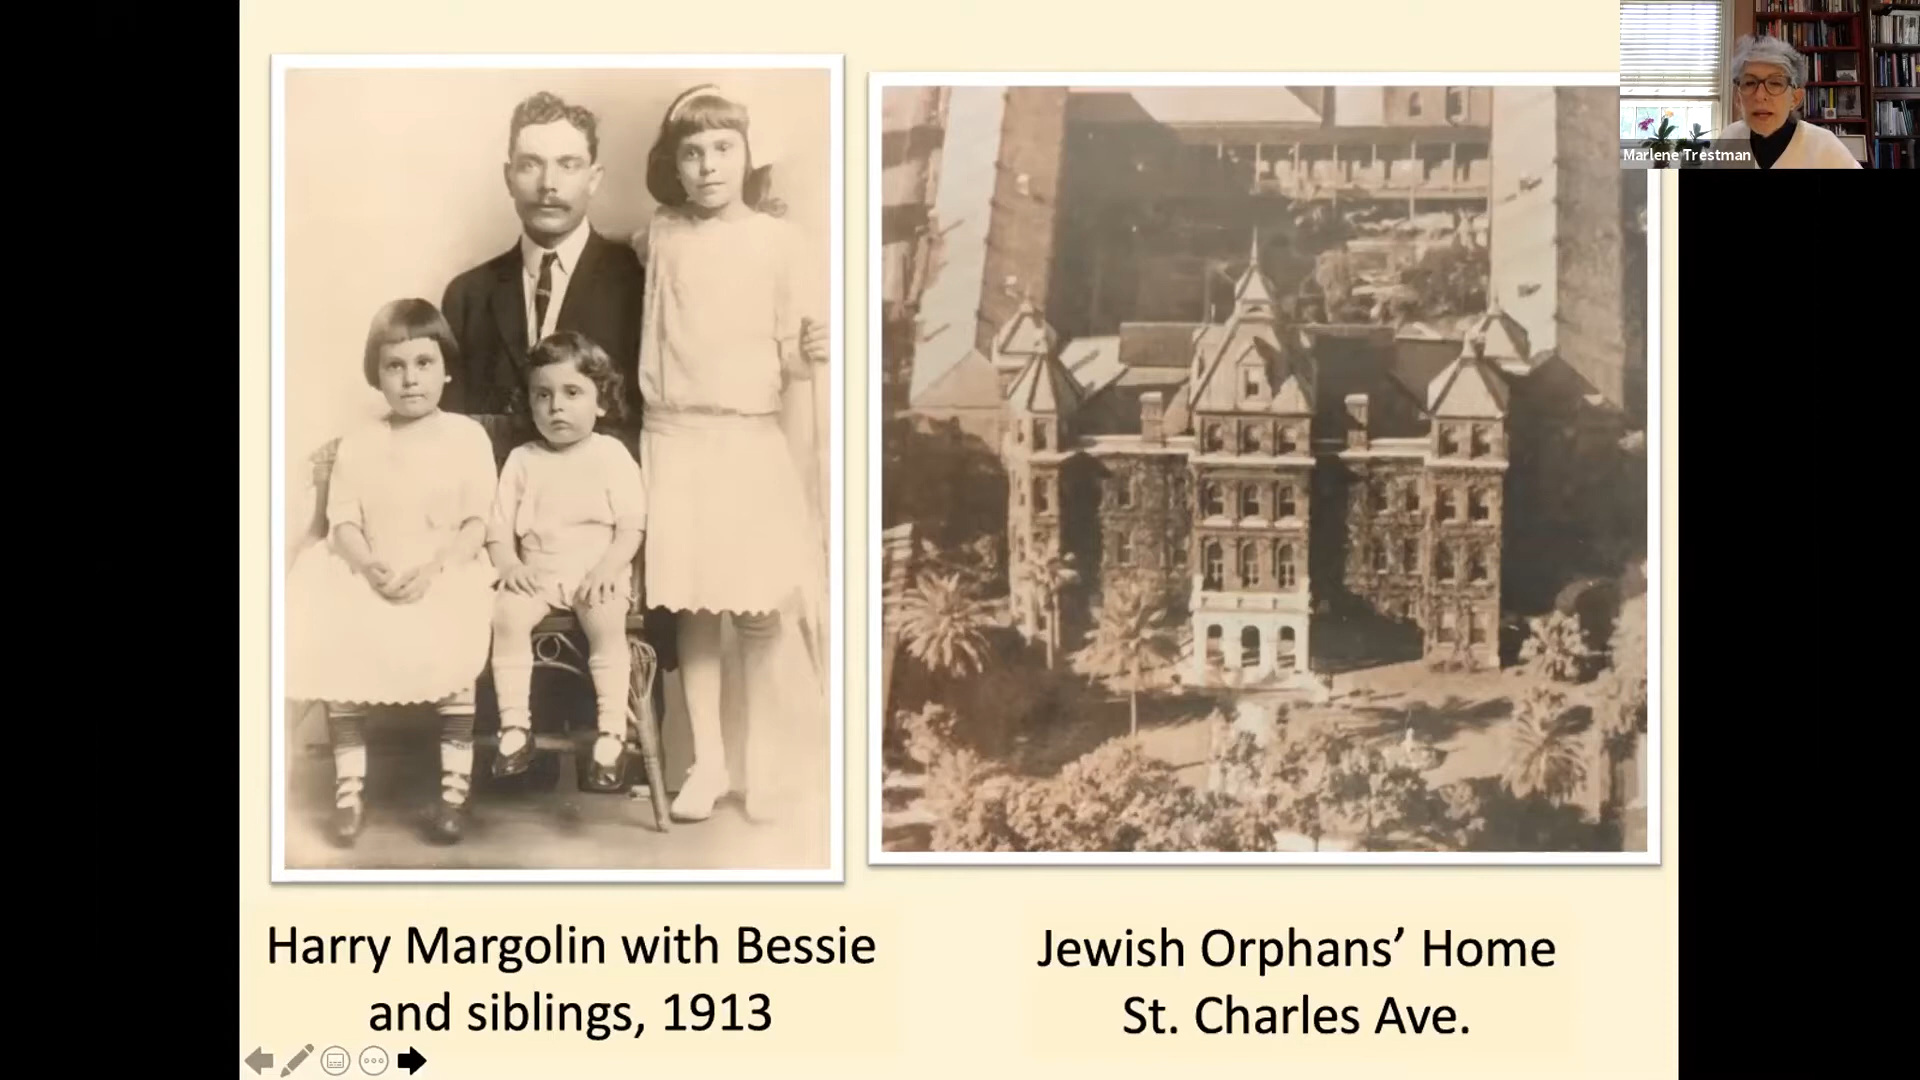 Marlene Trestman
Harry Margolin with Bessie
and siblings, 1913
Jewish Orphans’ Home
St. Charles Ave.